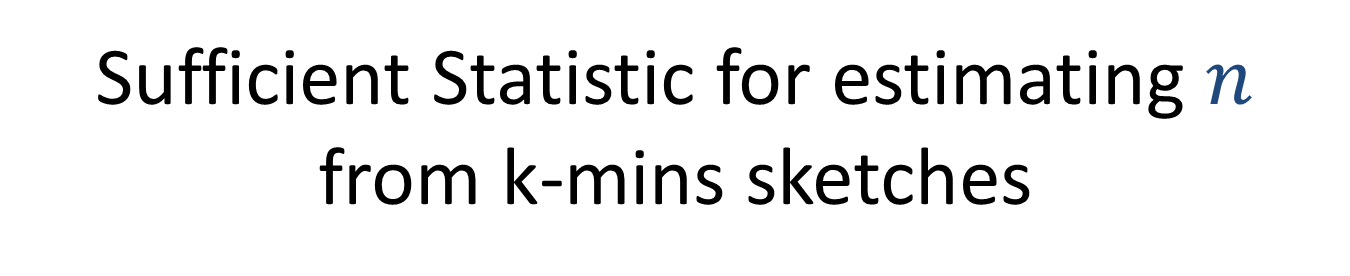 Sufficient Statistic for estimating n
from k-mins sketches